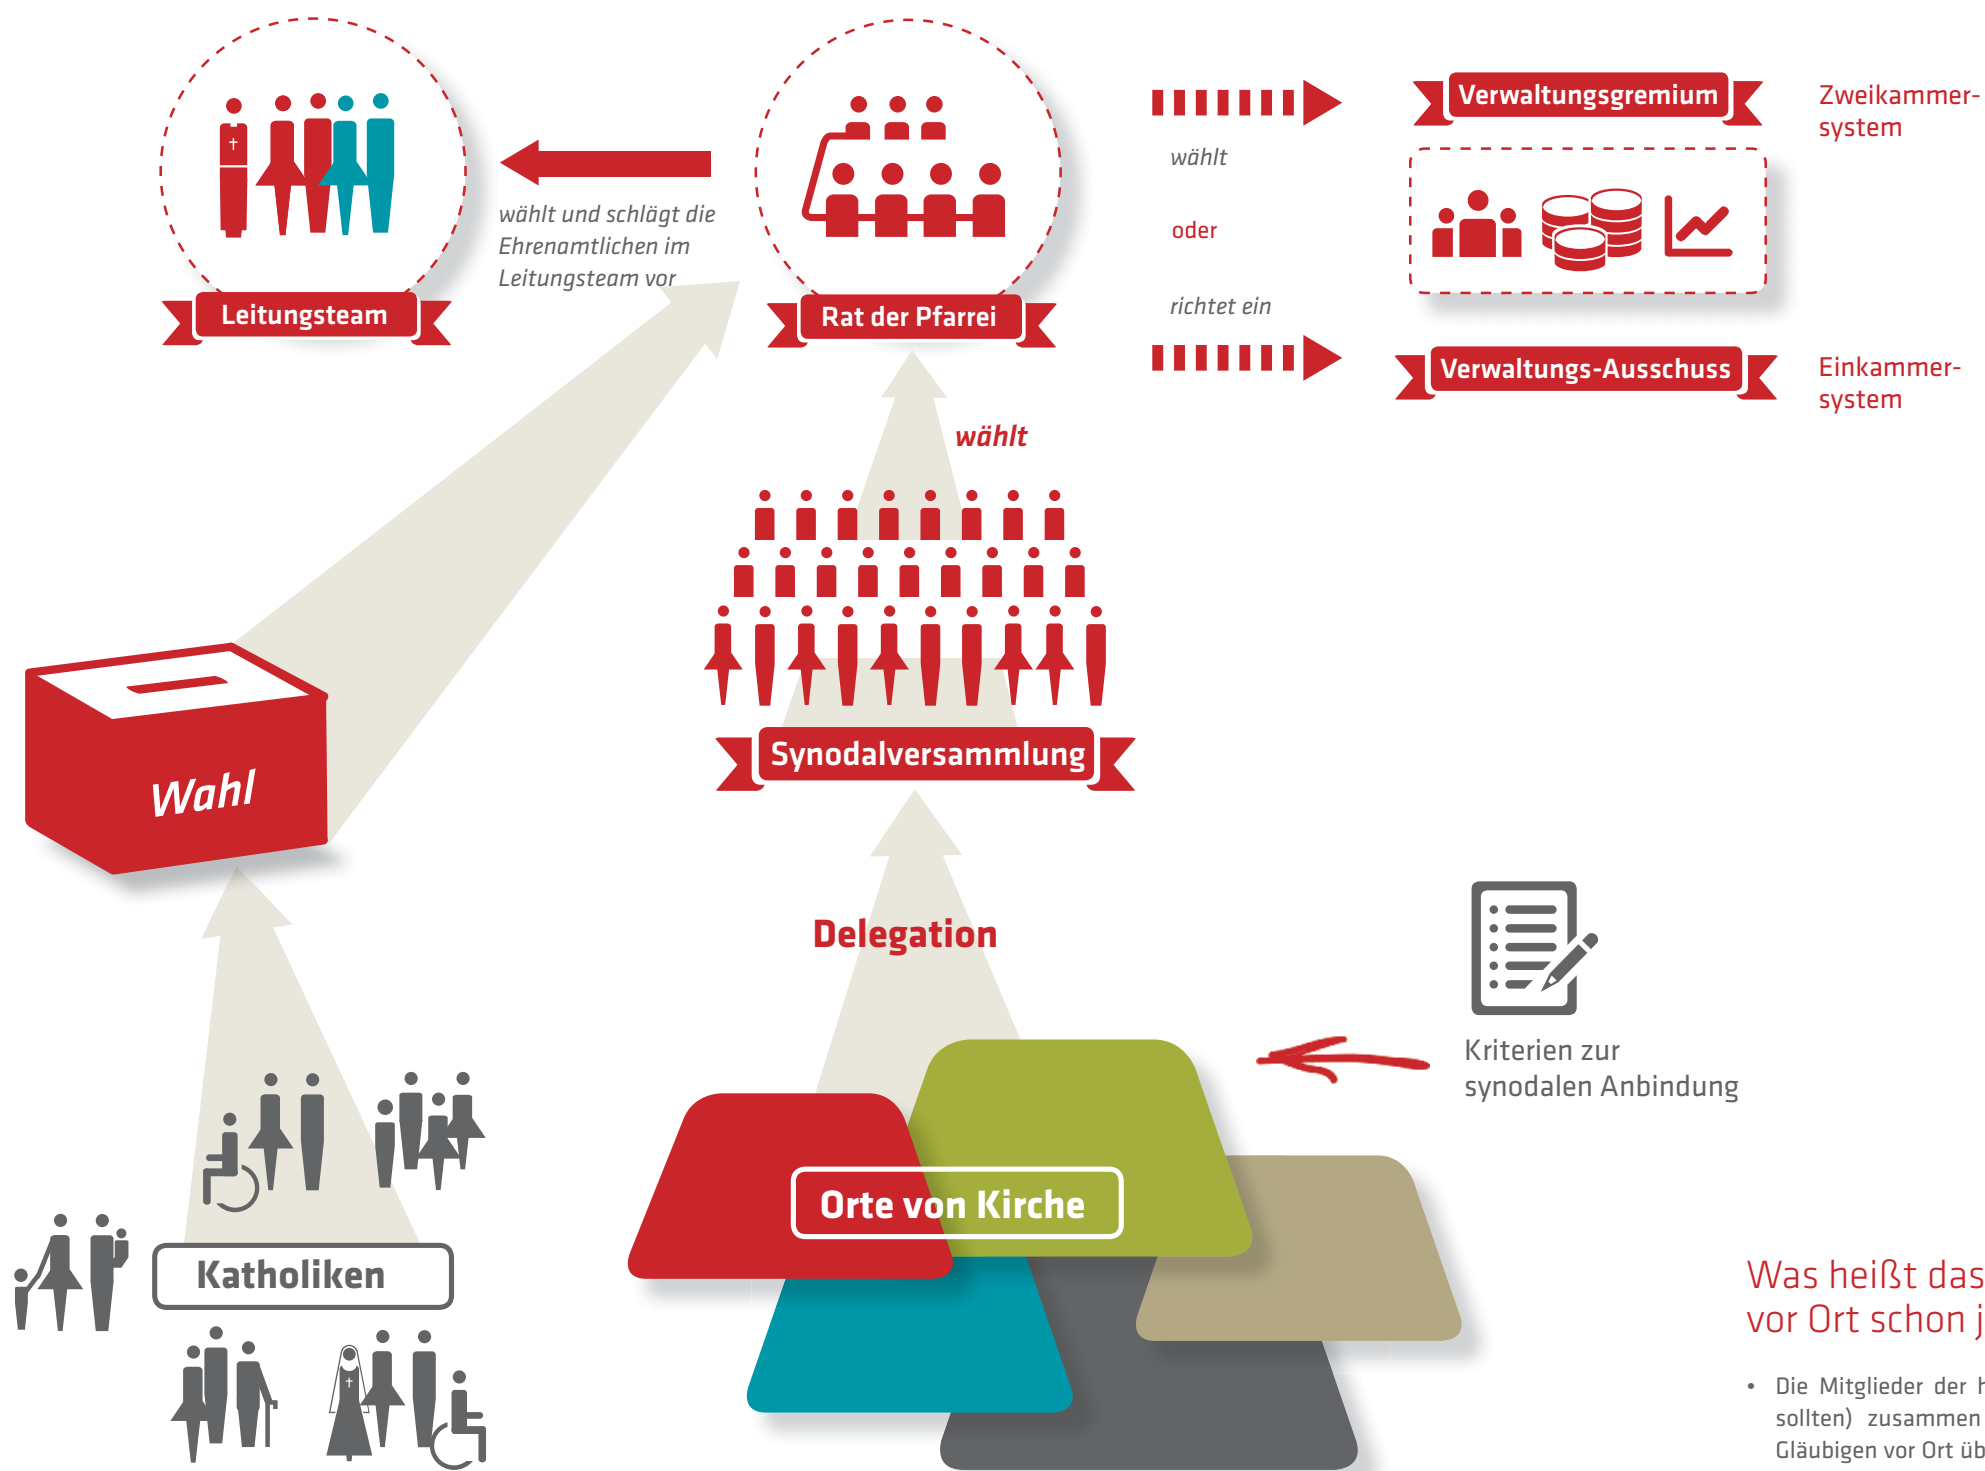 Leitungsteam
wählt und schlägt die
Ehrenamtlichen im
Leitungsteam vor
Rat der Pfarrei
wählt
oder
richtet ein
Verwaltungsgremium
Zweikammer-
system
Verwaltungs-Ausschuss
Einkammer-
system
wählt
Synodalversammlung
Wahl
Delegation
Kriterien zur
synodalen Anbindung
Orte von Kirche
Katholiken
Was heißt das
vor Ort schon j
• Die Mitglieder der h
sollten) zusammen
Gläubigen vor Ort üb